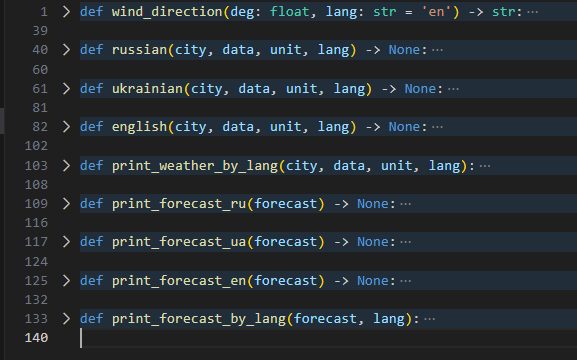 1 > def wind_direction(deg: float, lang: str = 'en') -> str: ···
39
40 > def russian(city, data, unit, lang) -> None: ···
60
61 > def ukrainian(city, data, unit, lang) -> None: ···
81
82 > def english(city, data, unit, lang) -> None: ···
102
103 > def print_weather_by_lang(city, data, unit, lang): ···
108
109 > def print_forecast_ru(forecast) -> None: ···
116
117 > def print_forecast_ua(forecast) -> None: ···
124
125 > def print_forecast_en(forecast) -> None: ···
132
133 > def print_forecast_by_lang(forecast, lang): ···
140